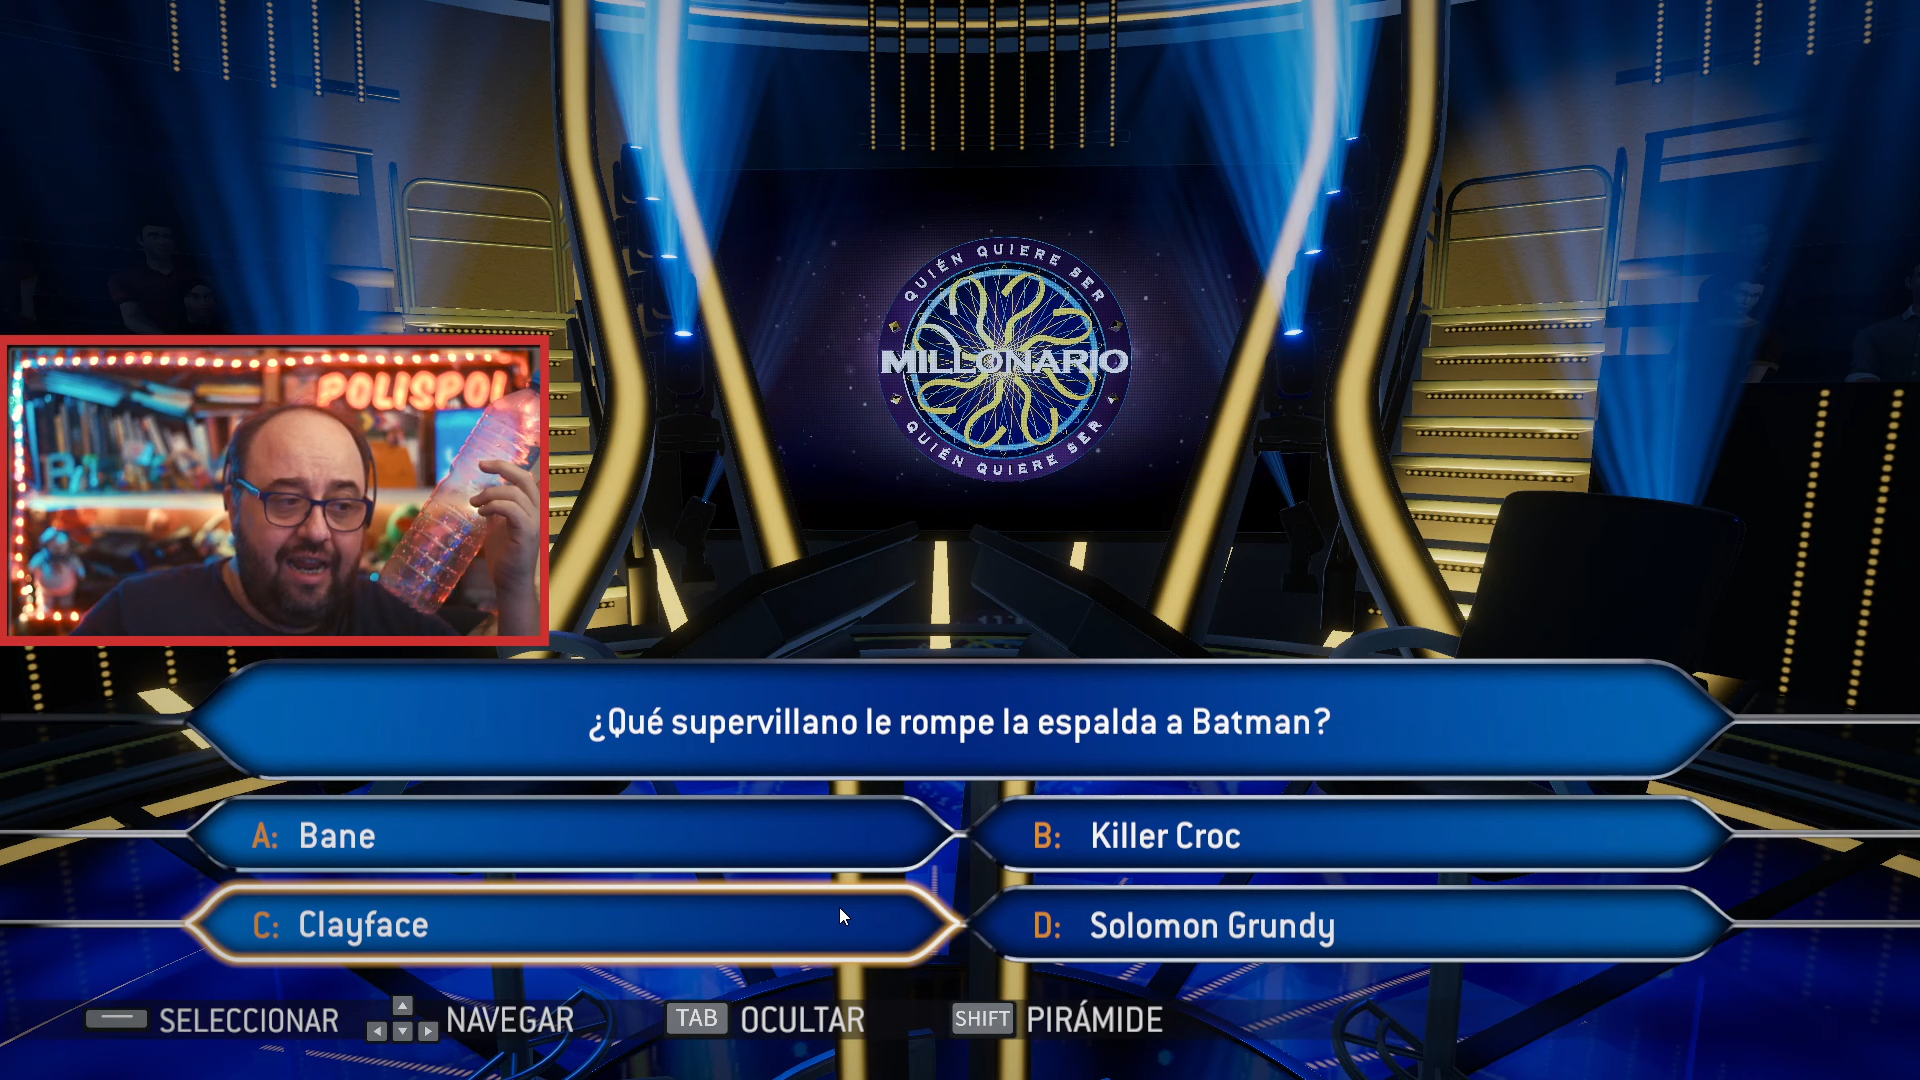 QUIÉN QUIERE SER
MILLONARIO
QUIÉN QUIERE SER
POLISPOL
¿Qué supervillano le rompe la espalda a Batman?
A: Bane
B: Killer Croc
C: Clayface
D: Solomon Grundy
SELECCIONAR
NAVEGAR
TAB OCULTAR
SHIFT PIRÁMIDE